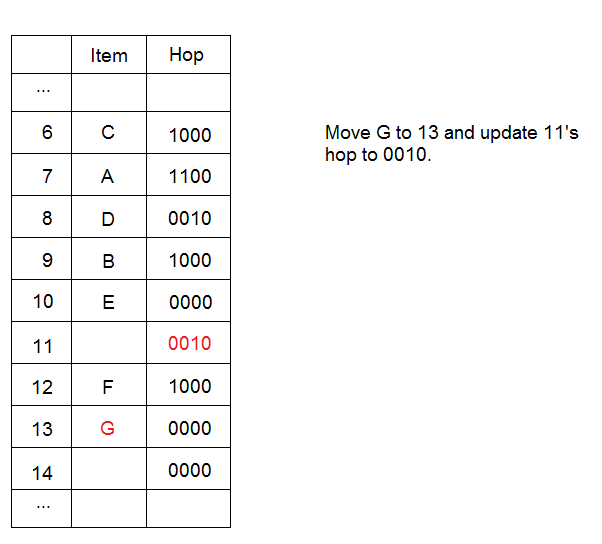 Item Hop
...
6 C 1000
7 A 1100
8 D 0010
9 B 1000
10 E 0000
11 0010
12 F 1000
13 G 0000
14 0000
...
Move G to 13 and update 11's
hop to 0010.